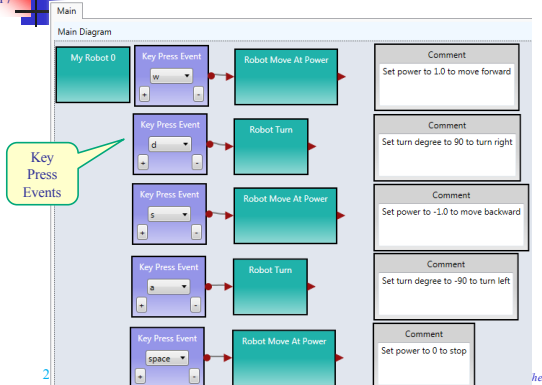 Main
Main Diagram
My Robot 0
Key Press Event
w
+ -
Robot Move At Power
Comment
Set power to 1.0 to move forward
Key Press Event
d
+ -
Robot Turn
Comment
Set turn degree to 90 to turn right
Key
Press
Events
Key Press Event
s
+ -
Robot Move At Power
Comment
Set power to -1.0 to move backward
Key Press Event
a
+ -
Robot Turn
Comment
Set turn degree to -90 to turn left
Key Press Event
space
+ -
Robot Move At Power
Comment
Set power to 0 to stop
2
he